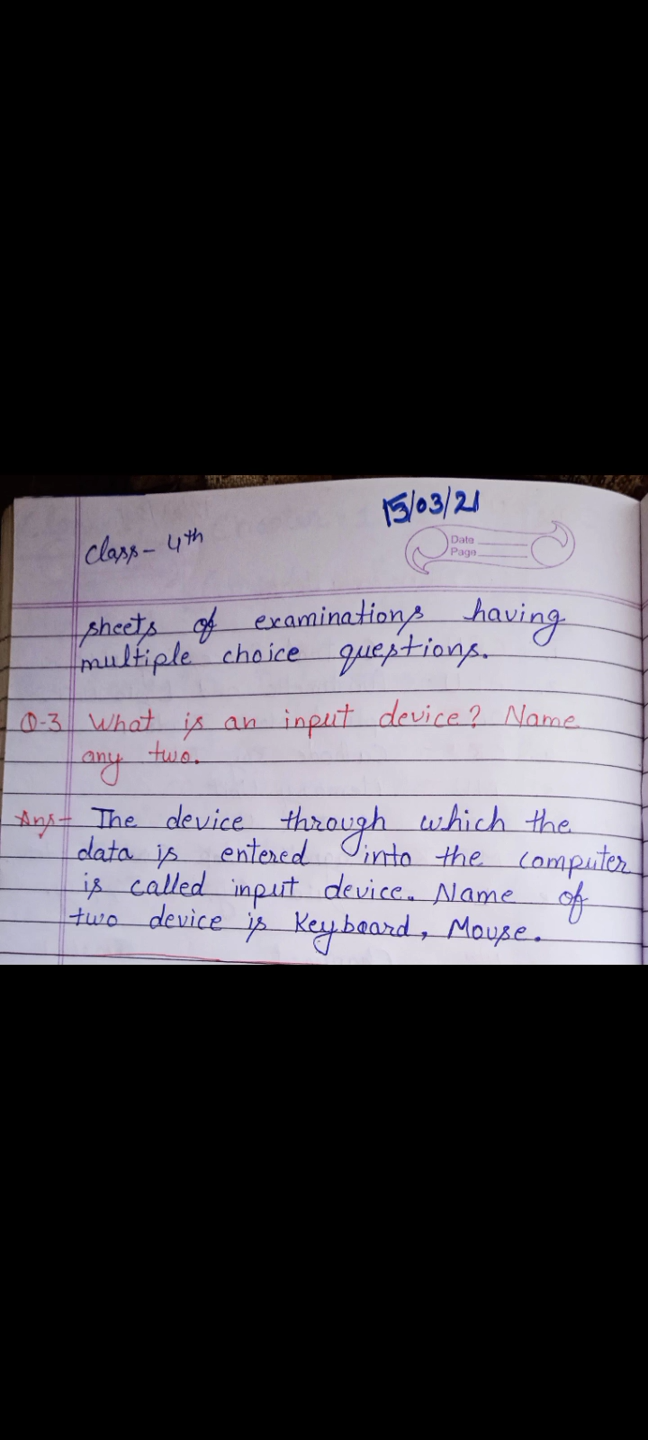 15/03/21
Class - 4th
Date
Page
sheets of examinations having
multiple choice questions.
Q-3 What is an input device? Name
any two.
Ans- The device through which the
data is entered into the computer
is called input device. Name of
two device is Keyboard, Mouse.